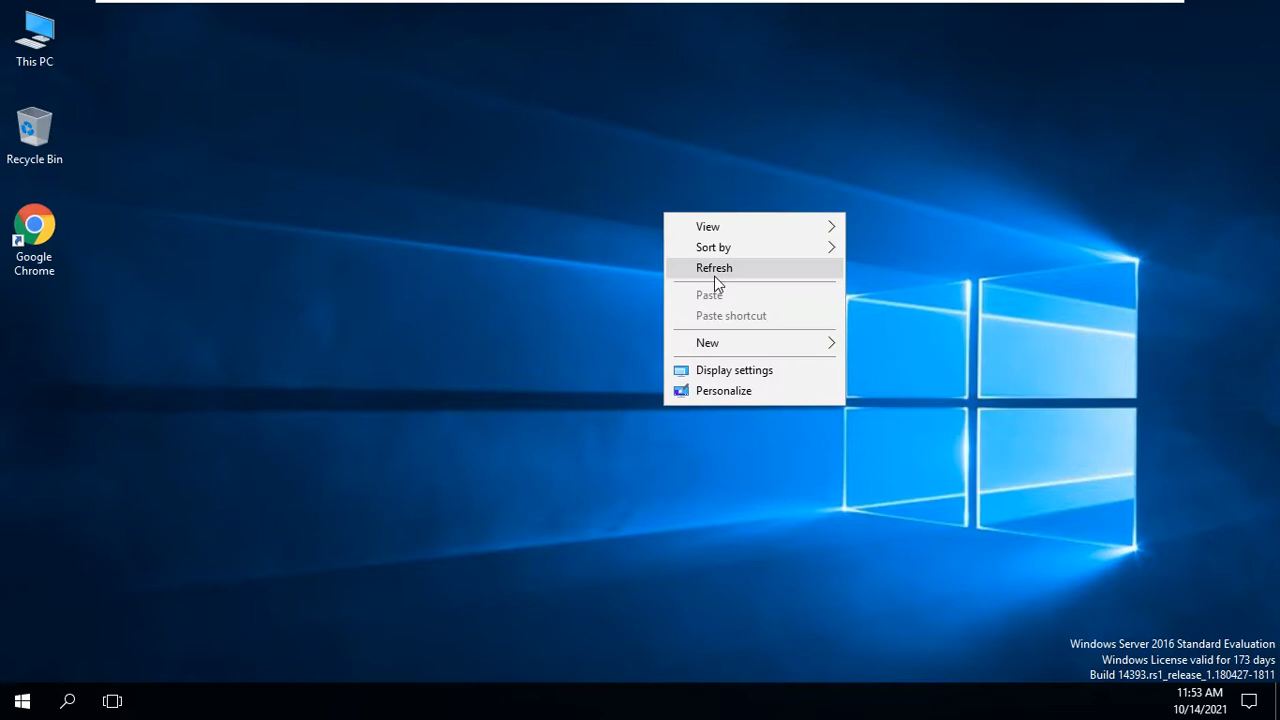 This PC
Recycle Bin
Google
Chrome
View
Sort by
Refresh
Paste
Paste shortcut
New
Display settings
Personalize
Windows Server 2016 Standard Evaluation
Windows License valid for 173 days
Build 14393.rs1_release_1.180427-1811
11:53 AM
10/14/2021